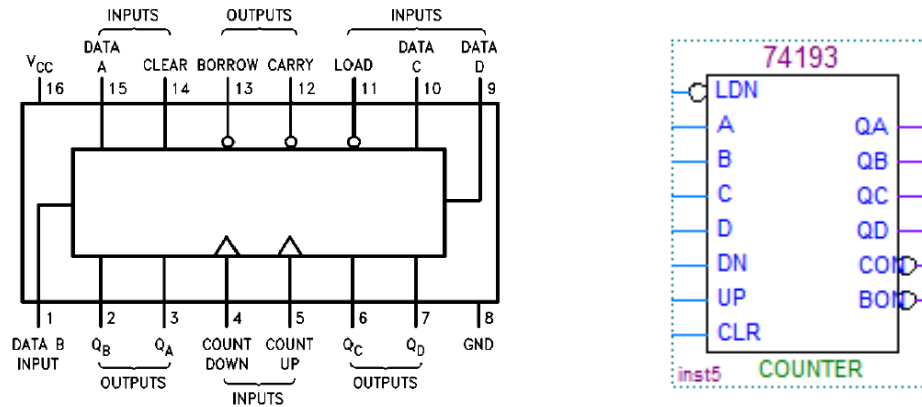 INPUTS OUTPUTS INPUTS
VCC DATA A CLEAR BORROW CARRY LOAD DATA C DATA D
16 15 14 13 12 11 10 9
1 2 3 4 5 6 7 8
DATA B INPUT QB QA COUNT DOWN COUNT UP QC QD GND
OUTPUTS INPUTS OUTPUTS
74193
LDN
A QA
B QB
C QC
D QD
DN CON
UP BON
CLR
inst5 COUNTER